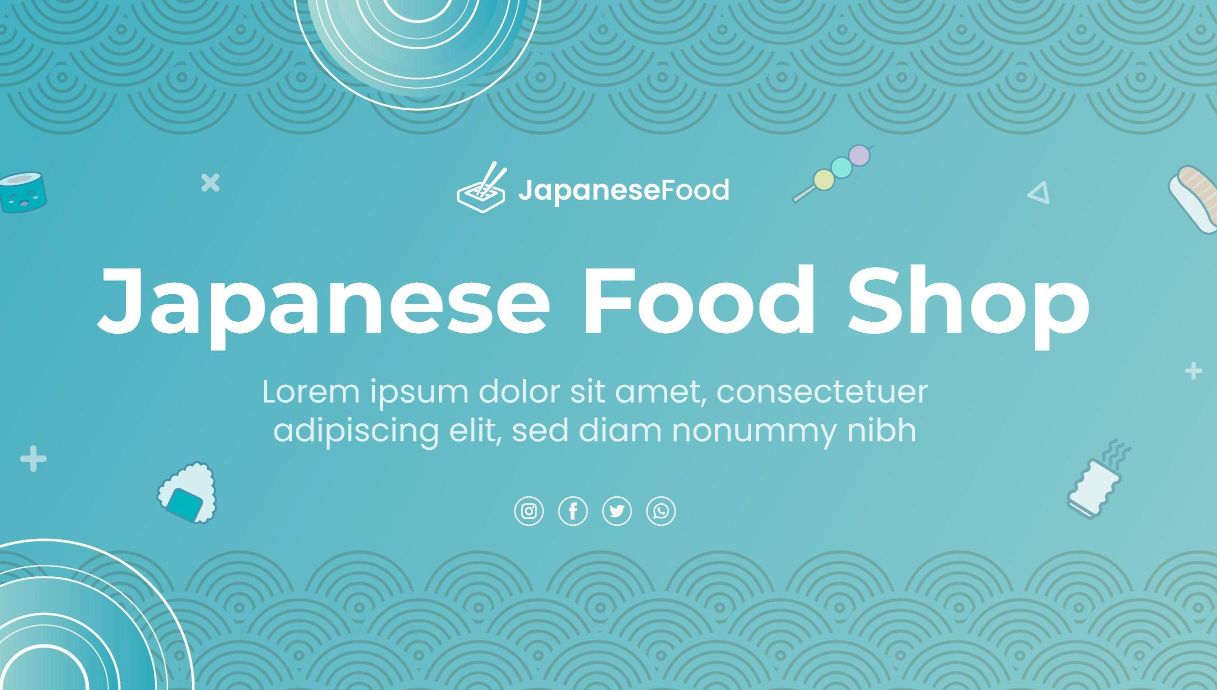 JapaneseFood
Japanese Food Shop
Lorem ipsum dolor sit amet, consectetuer
adipiscing elit, sed diam nonummy nibh